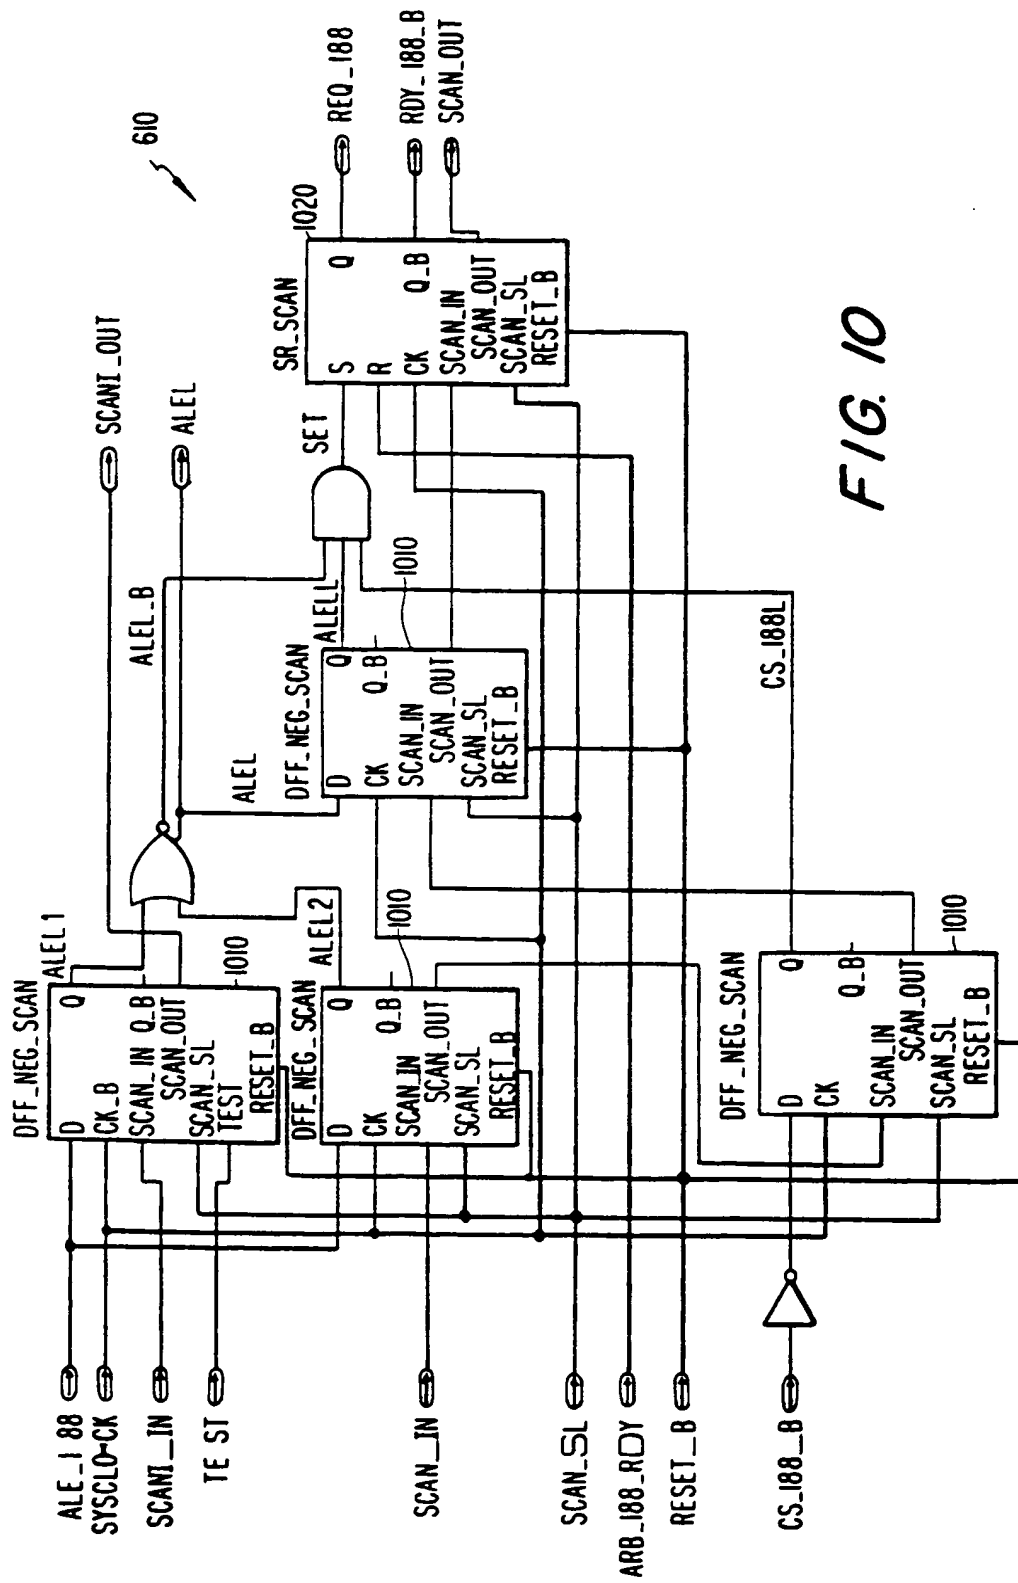 610
ALE_188
SYSCLO-CK
SCAN1_IN
TE ST
SCAN_IN
SCAN_SL
ARB_188_RDY
RESET_B
CS_188_B
DFF_NEG_SCAN
D
CK_B
SCAN_IN
Q
Q_B
SCAN_OUT
SCAN_SL
TEST
RESET_B
1010
ALEL1
DFF_NEG_SCAN
D
CK
SCAN_IN
Q
Q_B
SCAN_OUT
SCAN_SL
RESET_B
1010
ALEL2
DFF_NEG_SCAN
D
CK
SCAN_IN
Q
Q_B
SCAN_OUT
SCAN_SL
RESET_B
1010
CS_188L
ALEL_B
ALEL
DFF_NEG_SCAN
D
CK
SCAN_IN
Q
Q_B
SCAN_OUT
SCAN_SL
RESET_B
1010
ALELL
SET
SR_SCAN
1020
S
R
CK
SCAN_IN
Q
Q_B
SCAN_OUT
SCAN_SL
RESET_B
SCAN1_OUT
ALEL
REQ_188
RDY_188_B
SCAN_OUT
FIG. 10